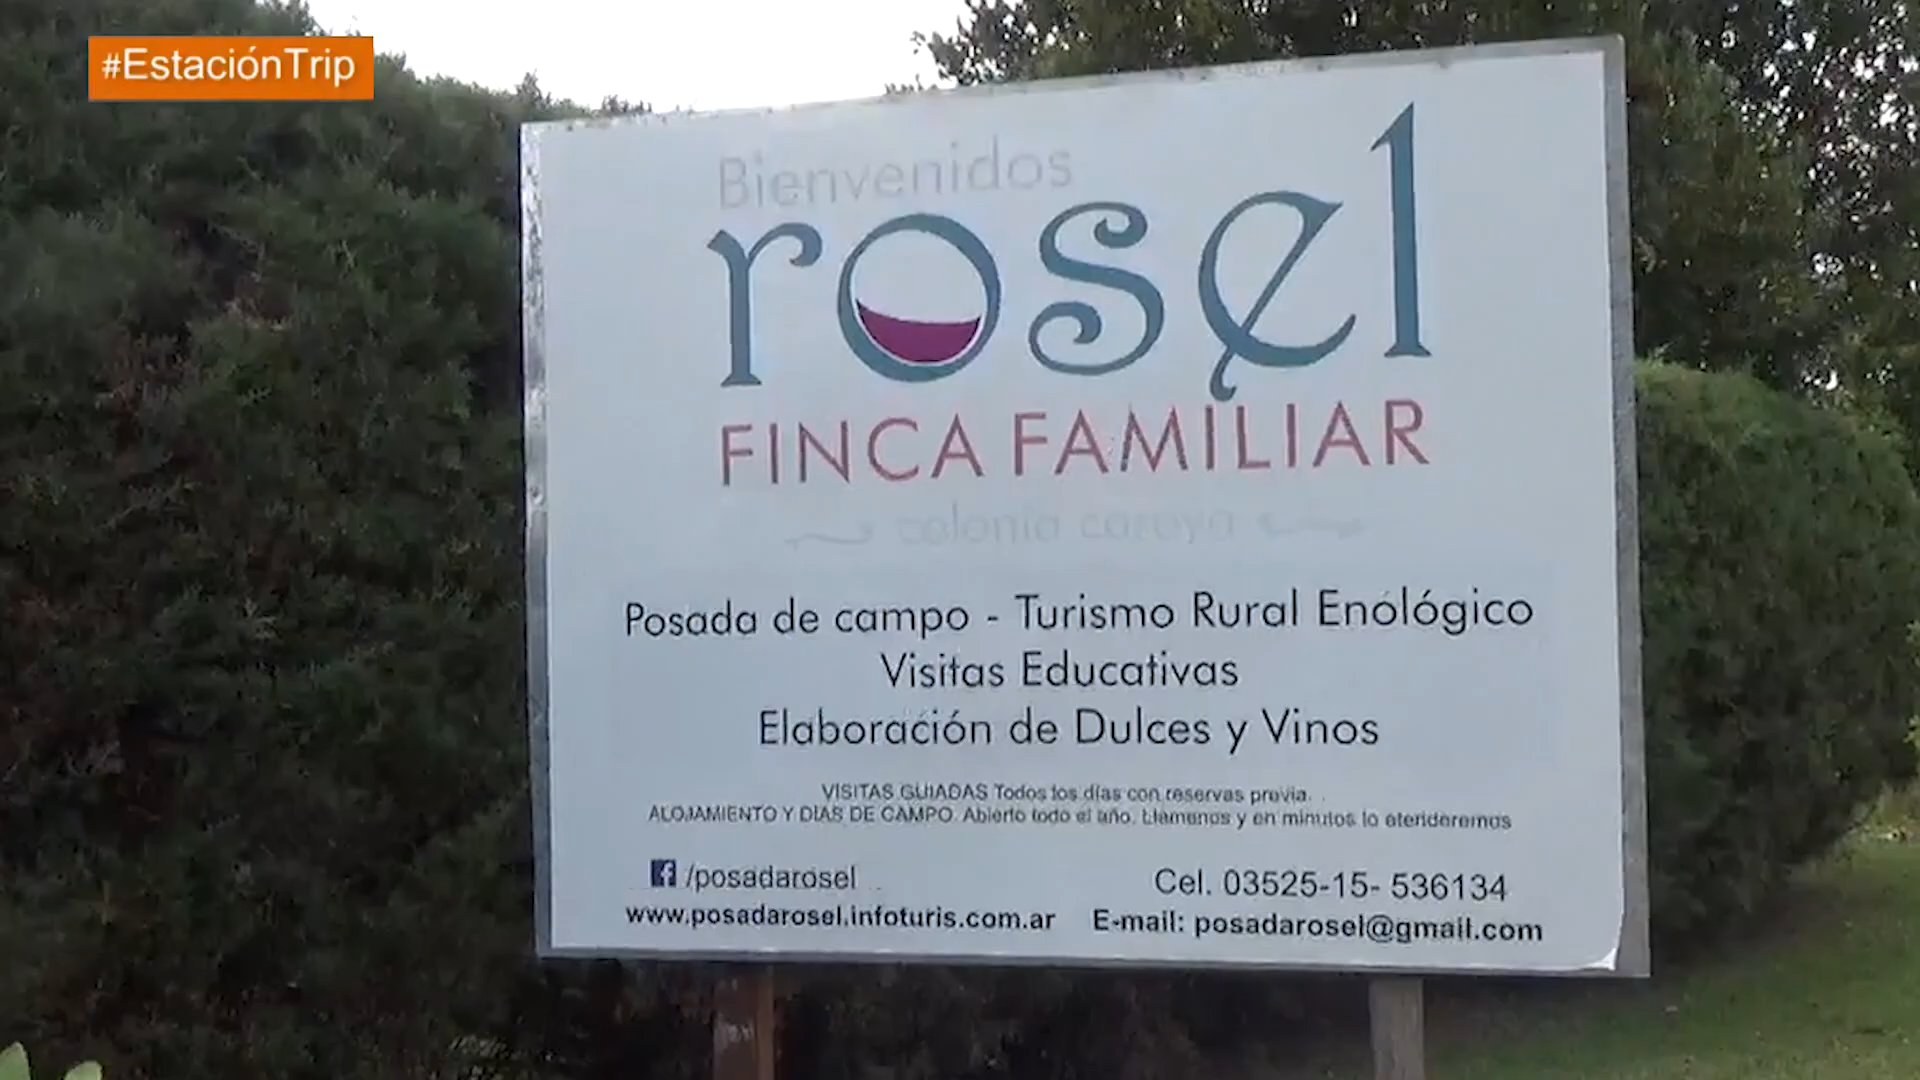 #EstaciónTrip
Bienvenidos
rosel
FINCA FAMILIAR
colonia caroya
Posada de campo - Turismo Rural Enológico
Visitas Educativas
Elaboración de Dulces y Vinos
VISITAS GUIADAS Todos los días con reservas previa.
ALOJAMIENTO Y DIAS DE CAMPO. Abierto todo el año. Llamenos y en minutos lo atenderemos
/posadarosel
Cel. 03525-15- 536134
www.posadarosel.infoturis.com.ar
E-mail: posadarosel@gmail.com